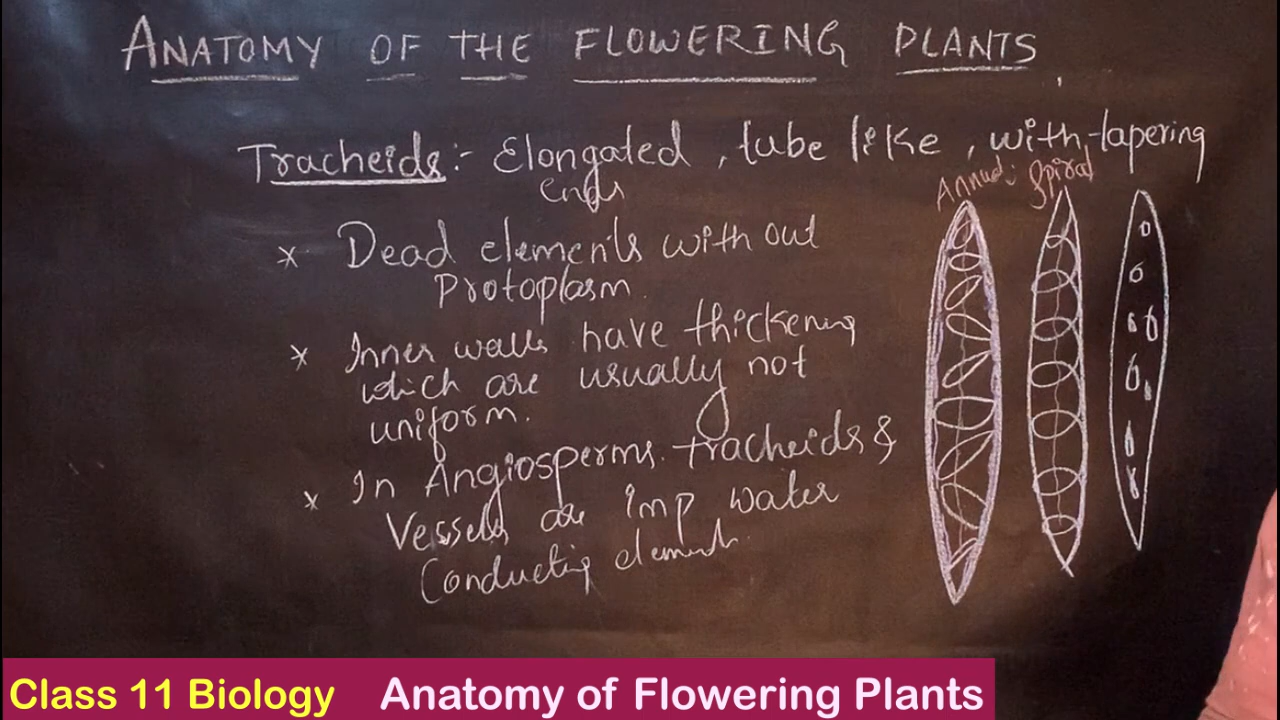 ANATOMY OF THE FLOWERING PLANTS
Tracheids:- Elongated, tube like, with tapering
ends
Annul: Spiral
* Dead elements with out
Protoplasm.
* Inner walls have thickening
which are usually not
uniform.
* In Angiosperms. tracheids &
Vessels are imp water
Conducting elements.
Class 11 Biology Anatomy of Flowering Plants